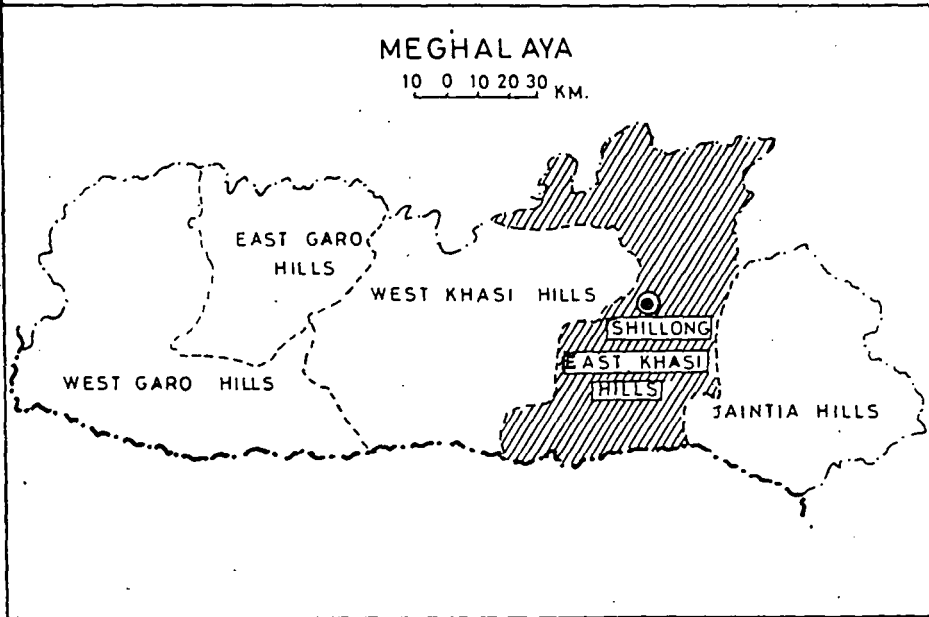 MEGHALAYA
10 0 10 20 30 KM.
EAST GARO
HILLS
WEST KHASI HILLS
SHILLONG
EAST KHASI
HILLS
WEST GARO HILLS
JAINTIA HILLS